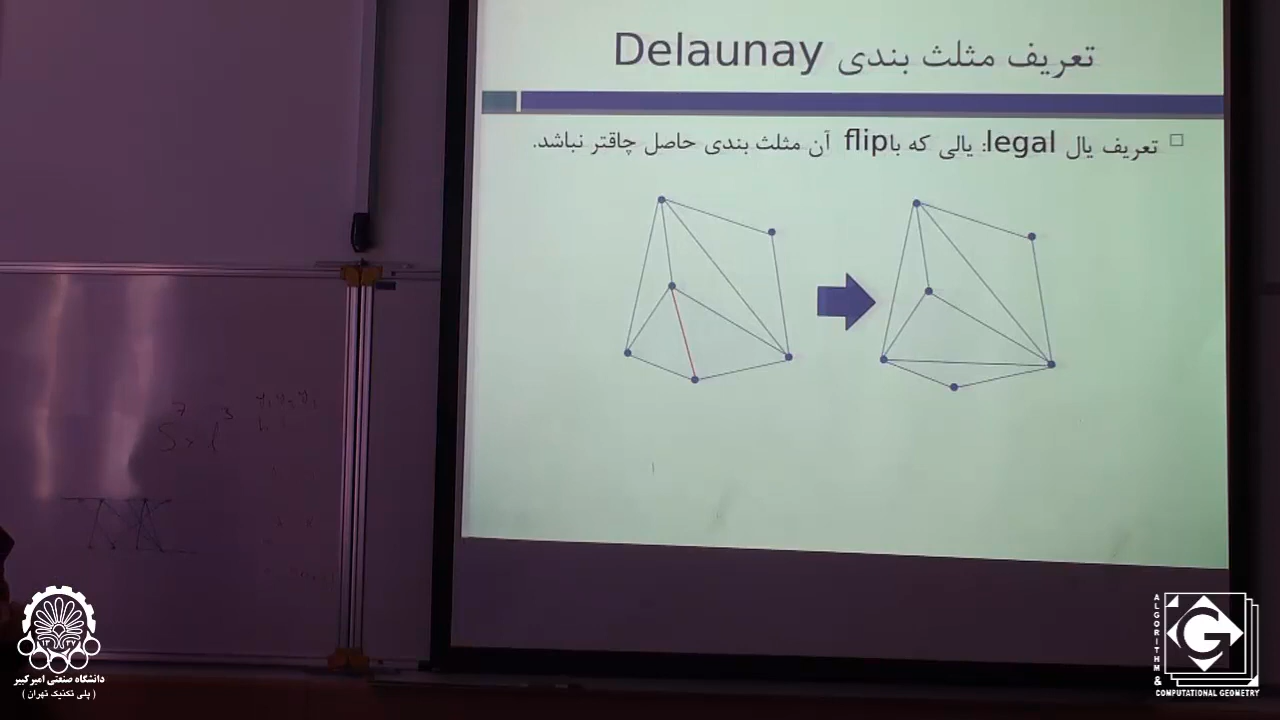 تعریف مثلث بندی Delaunay
تعریف یال legal: یالی که با flip آن مثلث بندی حاصل چاقتر نباشد.
دانشگاه صنعتی امیرکبیر
( پلی تکنیک تهران )
ALGORITHM &
G
COMPUTATIONAL GEOMETRY